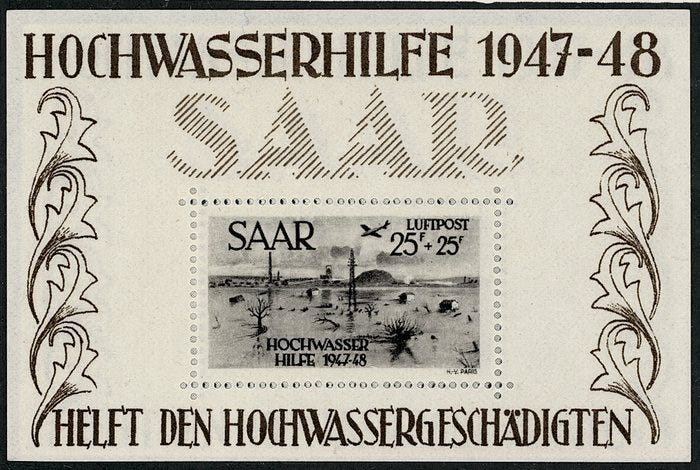 HOCHWASSERHILFE 1947-48
SAAR
SAAR
LUFTPOST
25F + 25F
HOCHWASSER
HILFE 1947-48
H.-V. PARIS
HELFT DEN HOCHWASSERGESCHÄDIGTEN